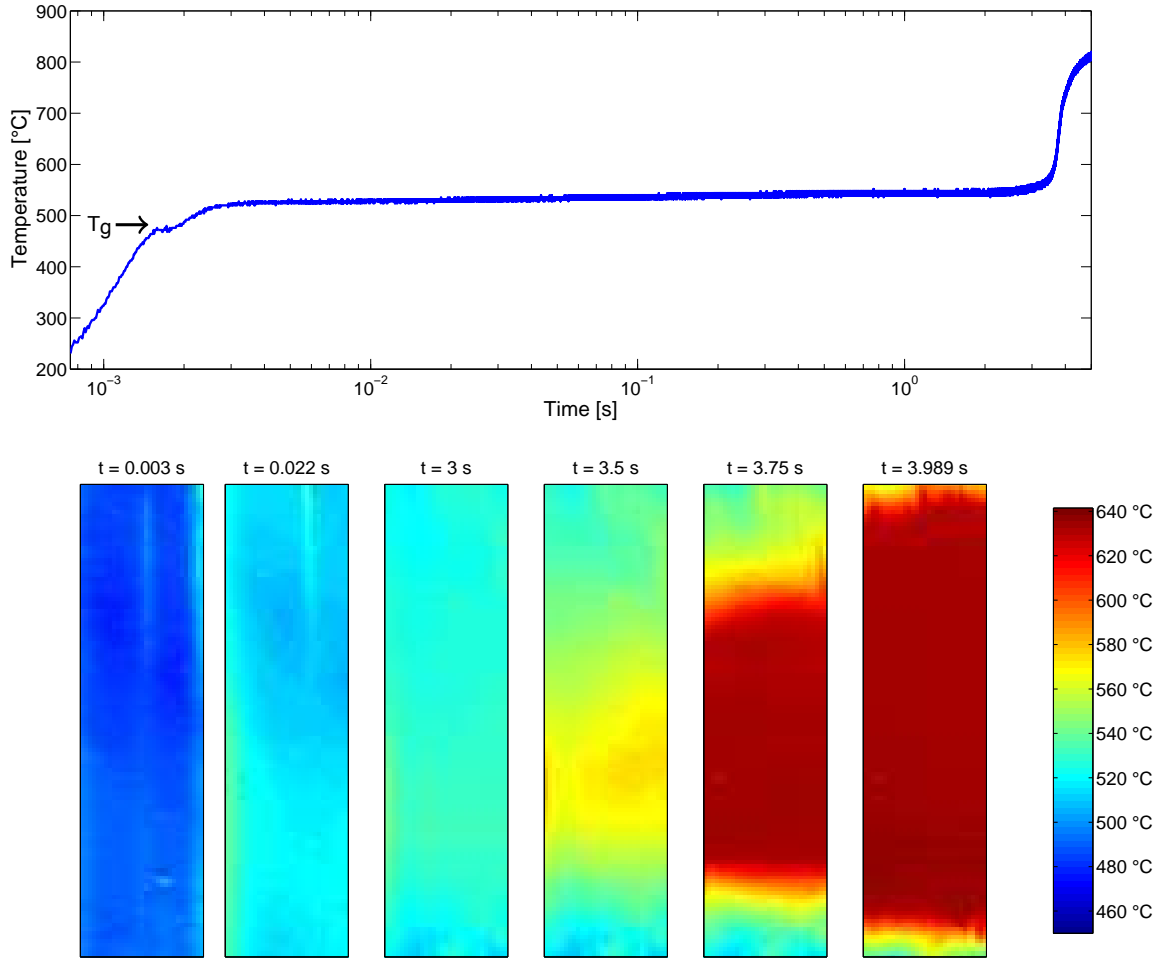 900
800
700
600
500
400
300
200
Temperature [°C]
Tg
10⁻³ 10⁻² 10⁻¹ 10⁰
Time [s]
t = 0.003 s t = 0.022 s t = 3 s t = 3.5 s t = 3.75 s t = 3.989 s
640 °C
620 °C
600 °C
580 °C
560 °C
540 °C
520 °C
500 °C
480 °C
460 °C